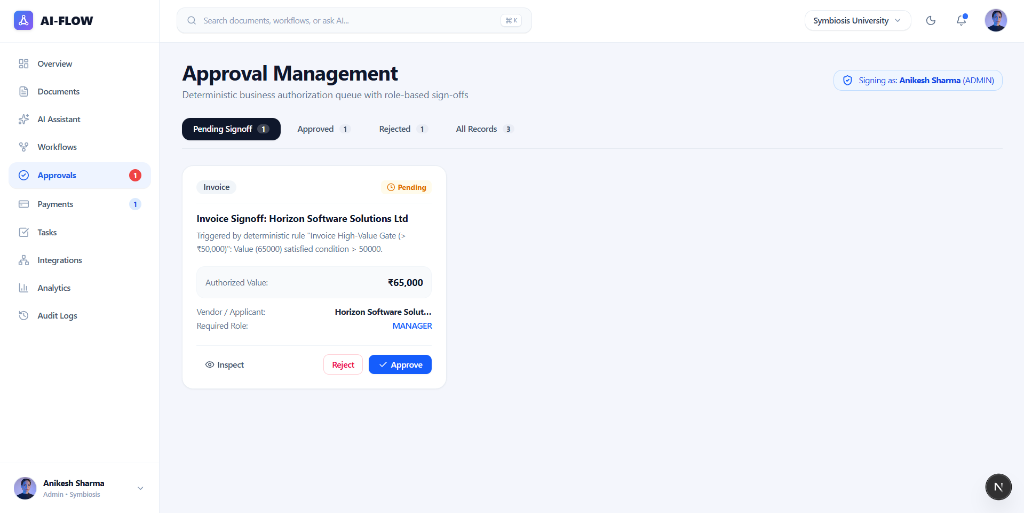 AI-FLOW
Search documents, workflows, or ask AI...
⌘K
Symbiosis University
Overview
Documents
AI Assistant
Workflows
Approvals
1
Payments
1
Tasks
Integrations
Analytics
Audit Logs
Approval Management
Deterministic business authorization queue with role-based sign-offs
Signing as: Anikesh Sharma (ADMIN)
Pending Signoff 1
Approved 1
Rejected 1
All Records 3
Invoice
Pending
Invoice Signoff: Horizon Software Solutions Ltd
Triggered by deterministic rule "Invoice High-Value Gate (>
₹50,000)": Value (65000) satisfied condition > 50000.
Authorized Value:
₹65,000
Vendor / Applicant:
Horizon Software Solut...
Required Role:
MANAGER
Inspect
Reject
Approve
Anikesh Sharma
Admin • Symbiosis
N